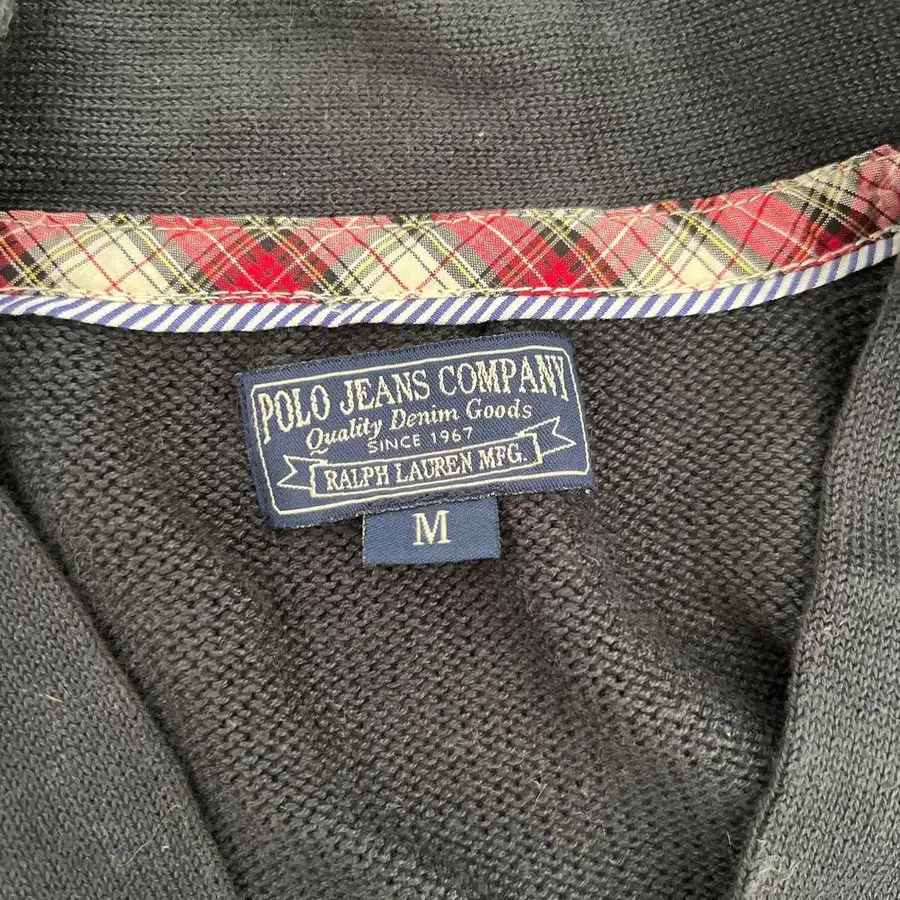 POLO JEANS COMPANY
Quality Denim Goods
SINCE 1967
RALPH LAUREN MFG.
M